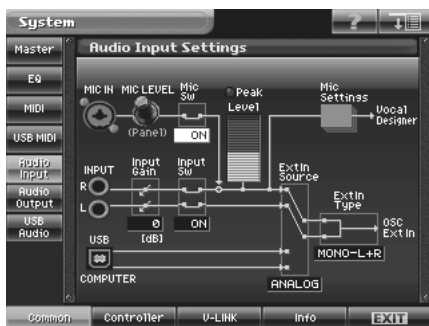 System
?
Master
EQ
MIDI
USB MIDI
Audio Input
Audio Output
USB Audio
Audio Input Settings
MIC IN
MIC LEVEL
(Panel)
Mic Sw
ON
Peak
Level
Mic Settings
Vocal Designer
INPUT
R
L
Input Gain
0
[dB]
Input Sw
ON
ExtIn Source
ExtIn Type
OSC ExtIn
MONO-L+R
USB
COMPUTER
ANALOG
Common
Controller
V-LINK
Info
EXIT